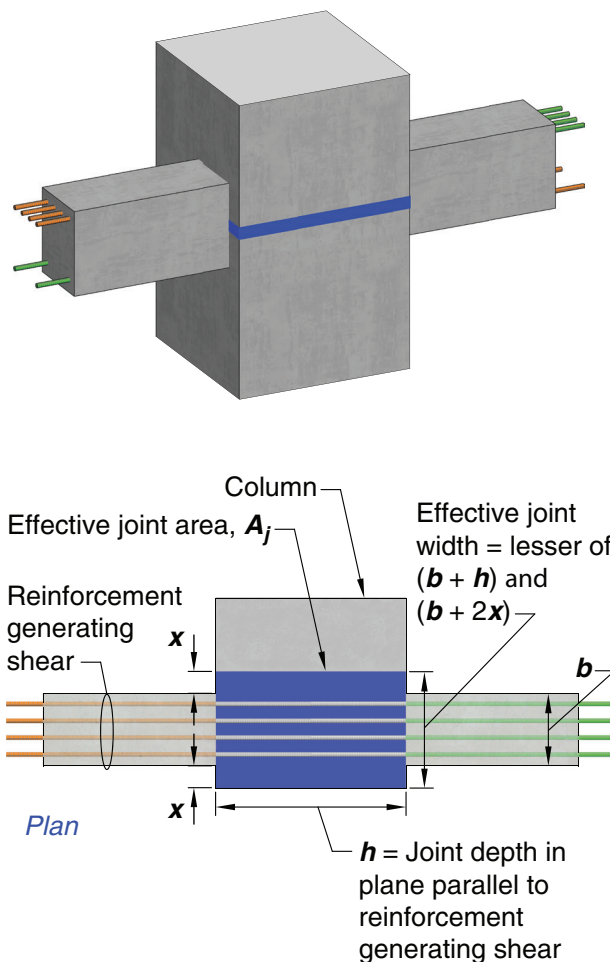 Column
Effective joint area, Aj
Effective joint
width = lesser of
(b + h) and
(b + 2x)
Reinforcement
generating
shear
x
b
x
Plan
h = Joint depth in
plane parallel to
reinforcement
generating shear